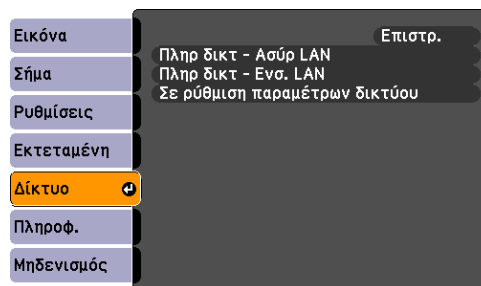 Εικόνα
Σήμα
Ρυθμίσεις
Εκτεταμένη
Δίκτυο
Πληροφ.
Μηδενισμός
Επιστρ.
Πληρ δικτ - Ασύρ LAN
Πληρ δικτ - Ενσ. LAN
Σε ρύθμιση παραμέτρων δικτύου